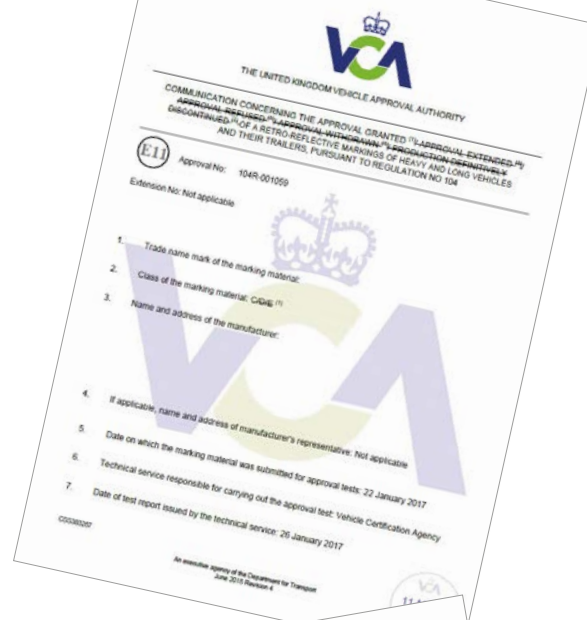 VCA
THE UNITED KINGDOM VEHICLE APPROVAL AUTHORITY
COMMUNICATION CONCERNING THE APPROVAL GRANTED (1)/ APPROVAL EXTENDED (1)/
APPROVAL REFUSED (1)/ APPROVAL WITHDRAWN (1)/ PRODUCTION DEFINITIVELY
DISCONTINUED (1) OF A RETRO-REFLECTIVE MARKINGS OF HEAVY AND LONG VEHICLES
AND THEIR TRAILERS, PURSUANT TO REGULATION NO 104
E11
Approval No: 104R-001059
Extension No: Not applicable
1. Trade name mark of the marking material:
2. Class of the marking material: C/D/E (1)
3. Name and address of the manufacturer:
4. If applicable, name and address of manufacturer's representative: Not applicable
5. Date on which the marking material was submitted for approval tests: 22 January 2017
6. Technical service responsible for carrying out the approval test: Vehicle Certification Agency
7. Date of test report issued by the technical service: 26 January 2017
An executive agency of the Department for Transport
June 2015 Revision 4
VCA
11